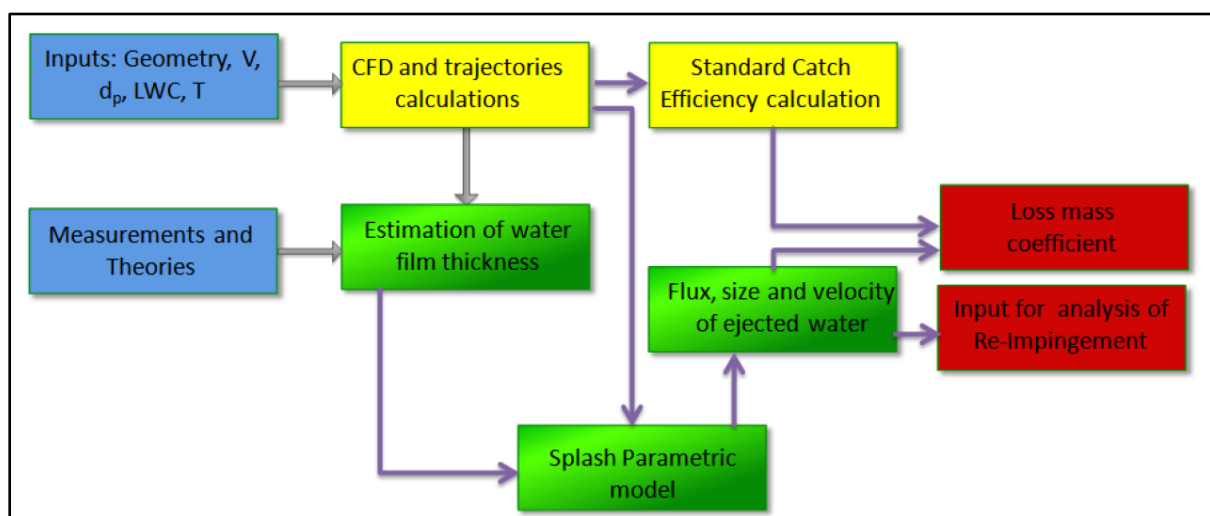 Inputs: Geometry, V,
dp, LWC, T
CFD and trajectories
calculations
Standard Catch
Efficiency calculation
Measurements and
Theories
Estimation of water
film thickness
Loss mass
coefficient
Flux, size and velocity
of ejected water
Input for analysis of
Re-Impingement
Splash Parametric
model